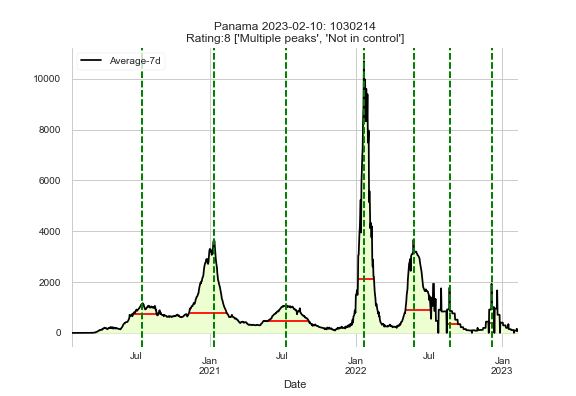 Panama 2023-02-10: 1030214
Rating:8 ['Multiple peaks', 'Not in control']
Average-7d
10000
8000
6000
4000
2000
0
Jul
Jan
2021
Jul
Jan
2022
Jul
Jan
2023
Date